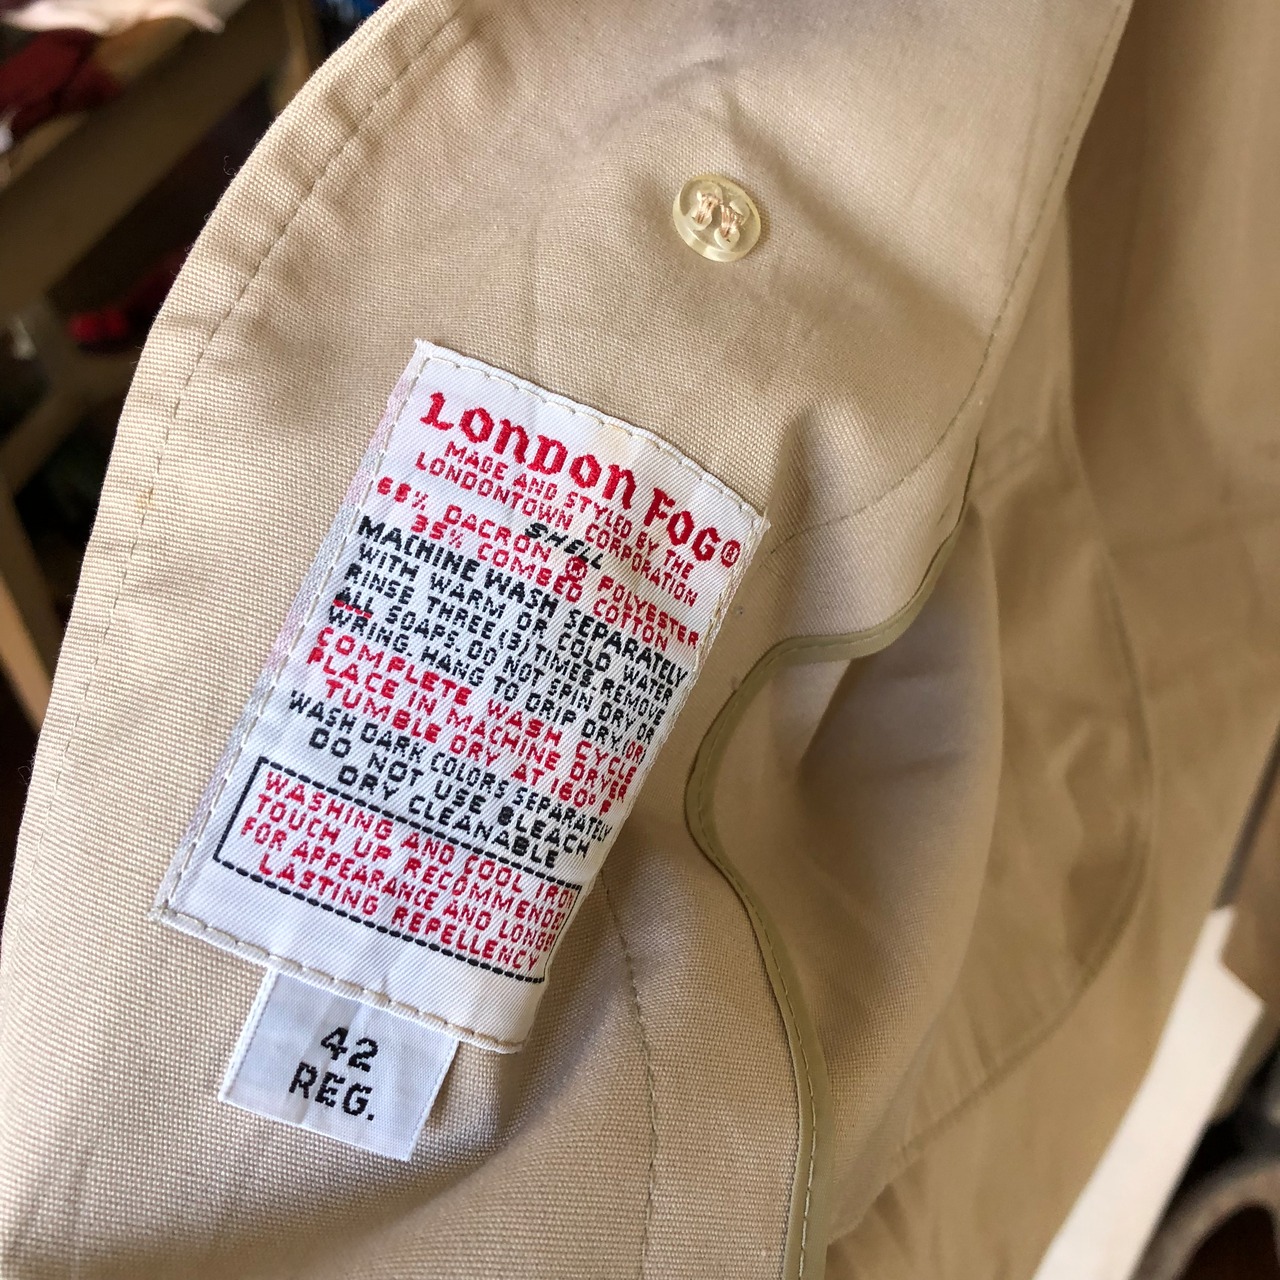 LONDON FOG®
MADE AND STYLED BY THE
LONDONTOWN CORPORATION
SHELL
65% DACRON ® POLYESTER
35% COMBED COTTON
MACHINE WASH SEPARATELY
WITH WARM OR COLD WATER
RINSE THREE (3) TIMES. REMOVE
ALL SOAPS. DO NOT SPIN DRY OR
WRING. HANG TO DRIP DRY. (OR)
COMPLETE WASH CYCLE
PLACE IN MACHINE DRYER
TUMBLE DRY AT 160° F
WASH DARK COLORS SEPARATELY
DO NOT USE BLEACH
DRY CLEANABLE
WASHING AND COOL IRON
TOUCH UP RECOMMENDED
FOR APPEARANCE AND LONGER
LASTING REPELLENCY
42
REG.